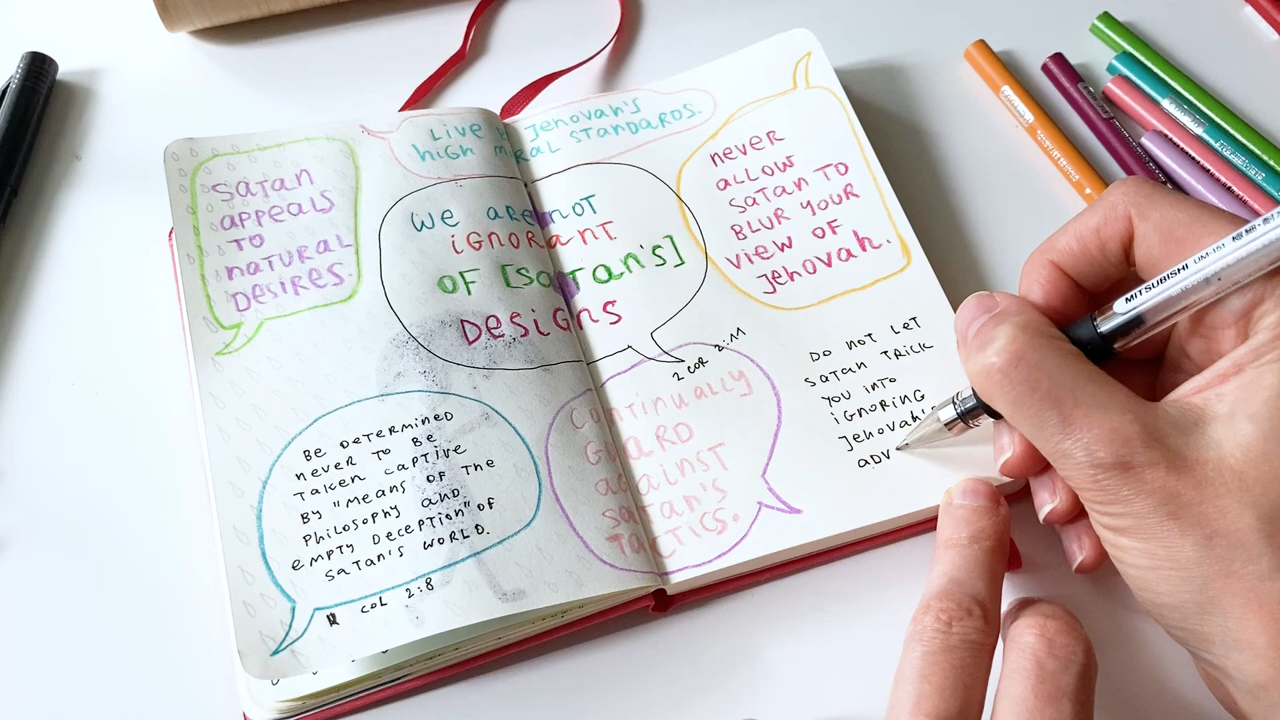 Live Jehovah's
high RAL STANDARDS.
Satan
appeals
TO
natural
Desires.
We are not
ignorant
OF [Satan's]
Designs
2 COR 2:11
never
allow
Satan TO
BLUR YOUR
view of
Jehovah.
Be Determined
never to be
Taken captive
By "means of the
philosophy and
empty Deception" of
Satan's world.
COL 2:8
Continually
GUARD
against
Satan's
TacTics.
Do not Let
Satan Trick
you into
ignoring
Jehovah's
ADV
MITSUBISHI UM-151